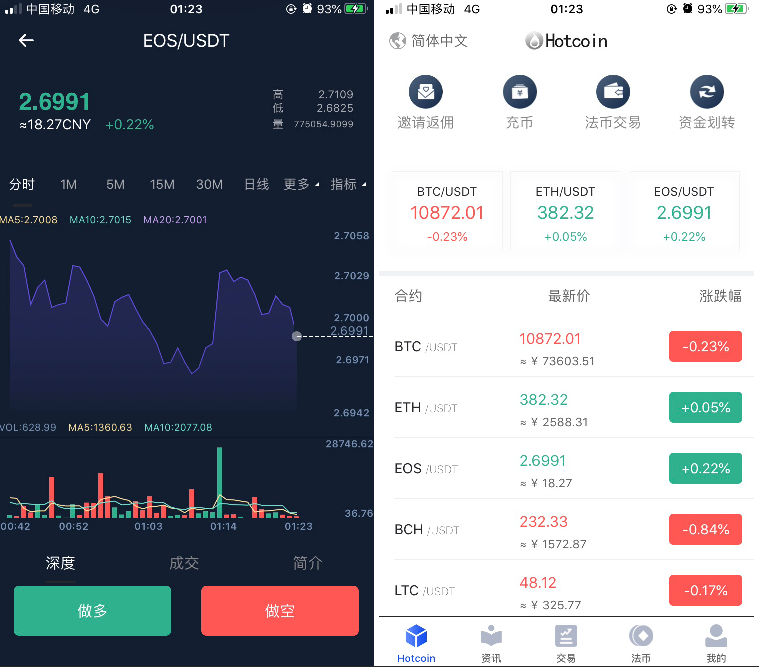 中国移动 4G 01:23 93%
EOS/USDT
2.6991
≈18.27CNY +0.22%
高 2.7109
低 2.6825
量 775054.9099
分时 1M 5M 15M 30M 日线 更多 指标
MA5:2.7008 MA10:2.7015 MA20:2.7001
2.7058
2.7029
2.7000
2.6991
2.6971
2.6942
VOL:628.99 MA5:1360.63 MA10:2077.08
28746.62
36.76
00:42 00:52 01:03 01:14 01:23
深度 成交 简介
做多 做空
中国移动 4G 01:23 93%
简体中文 Hotcoin
邀请返佣 充币 法币交易 资金划转
BTC/USDT ETH/USDT EOS/USDT
10872.01 382.32 2.6991
-0.23% +0.05% +0.22%
合约 最新价 涨跌幅
BTC /USDT 10872.01 -0.23%
≈ ¥ 73603.51
ETH /USDT 382.32 +0.05%
≈ ¥ 2588.31
EOS /USDT 2.6991 +0.22%
≈ ¥ 18.27
BCH /USDT 232.33 -0.84%
≈ ¥ 1572.87
LTC /USDT 48.12 -0.17%
≈ ¥ 325.77
Hotcoin 资讯 交易 法币 我的